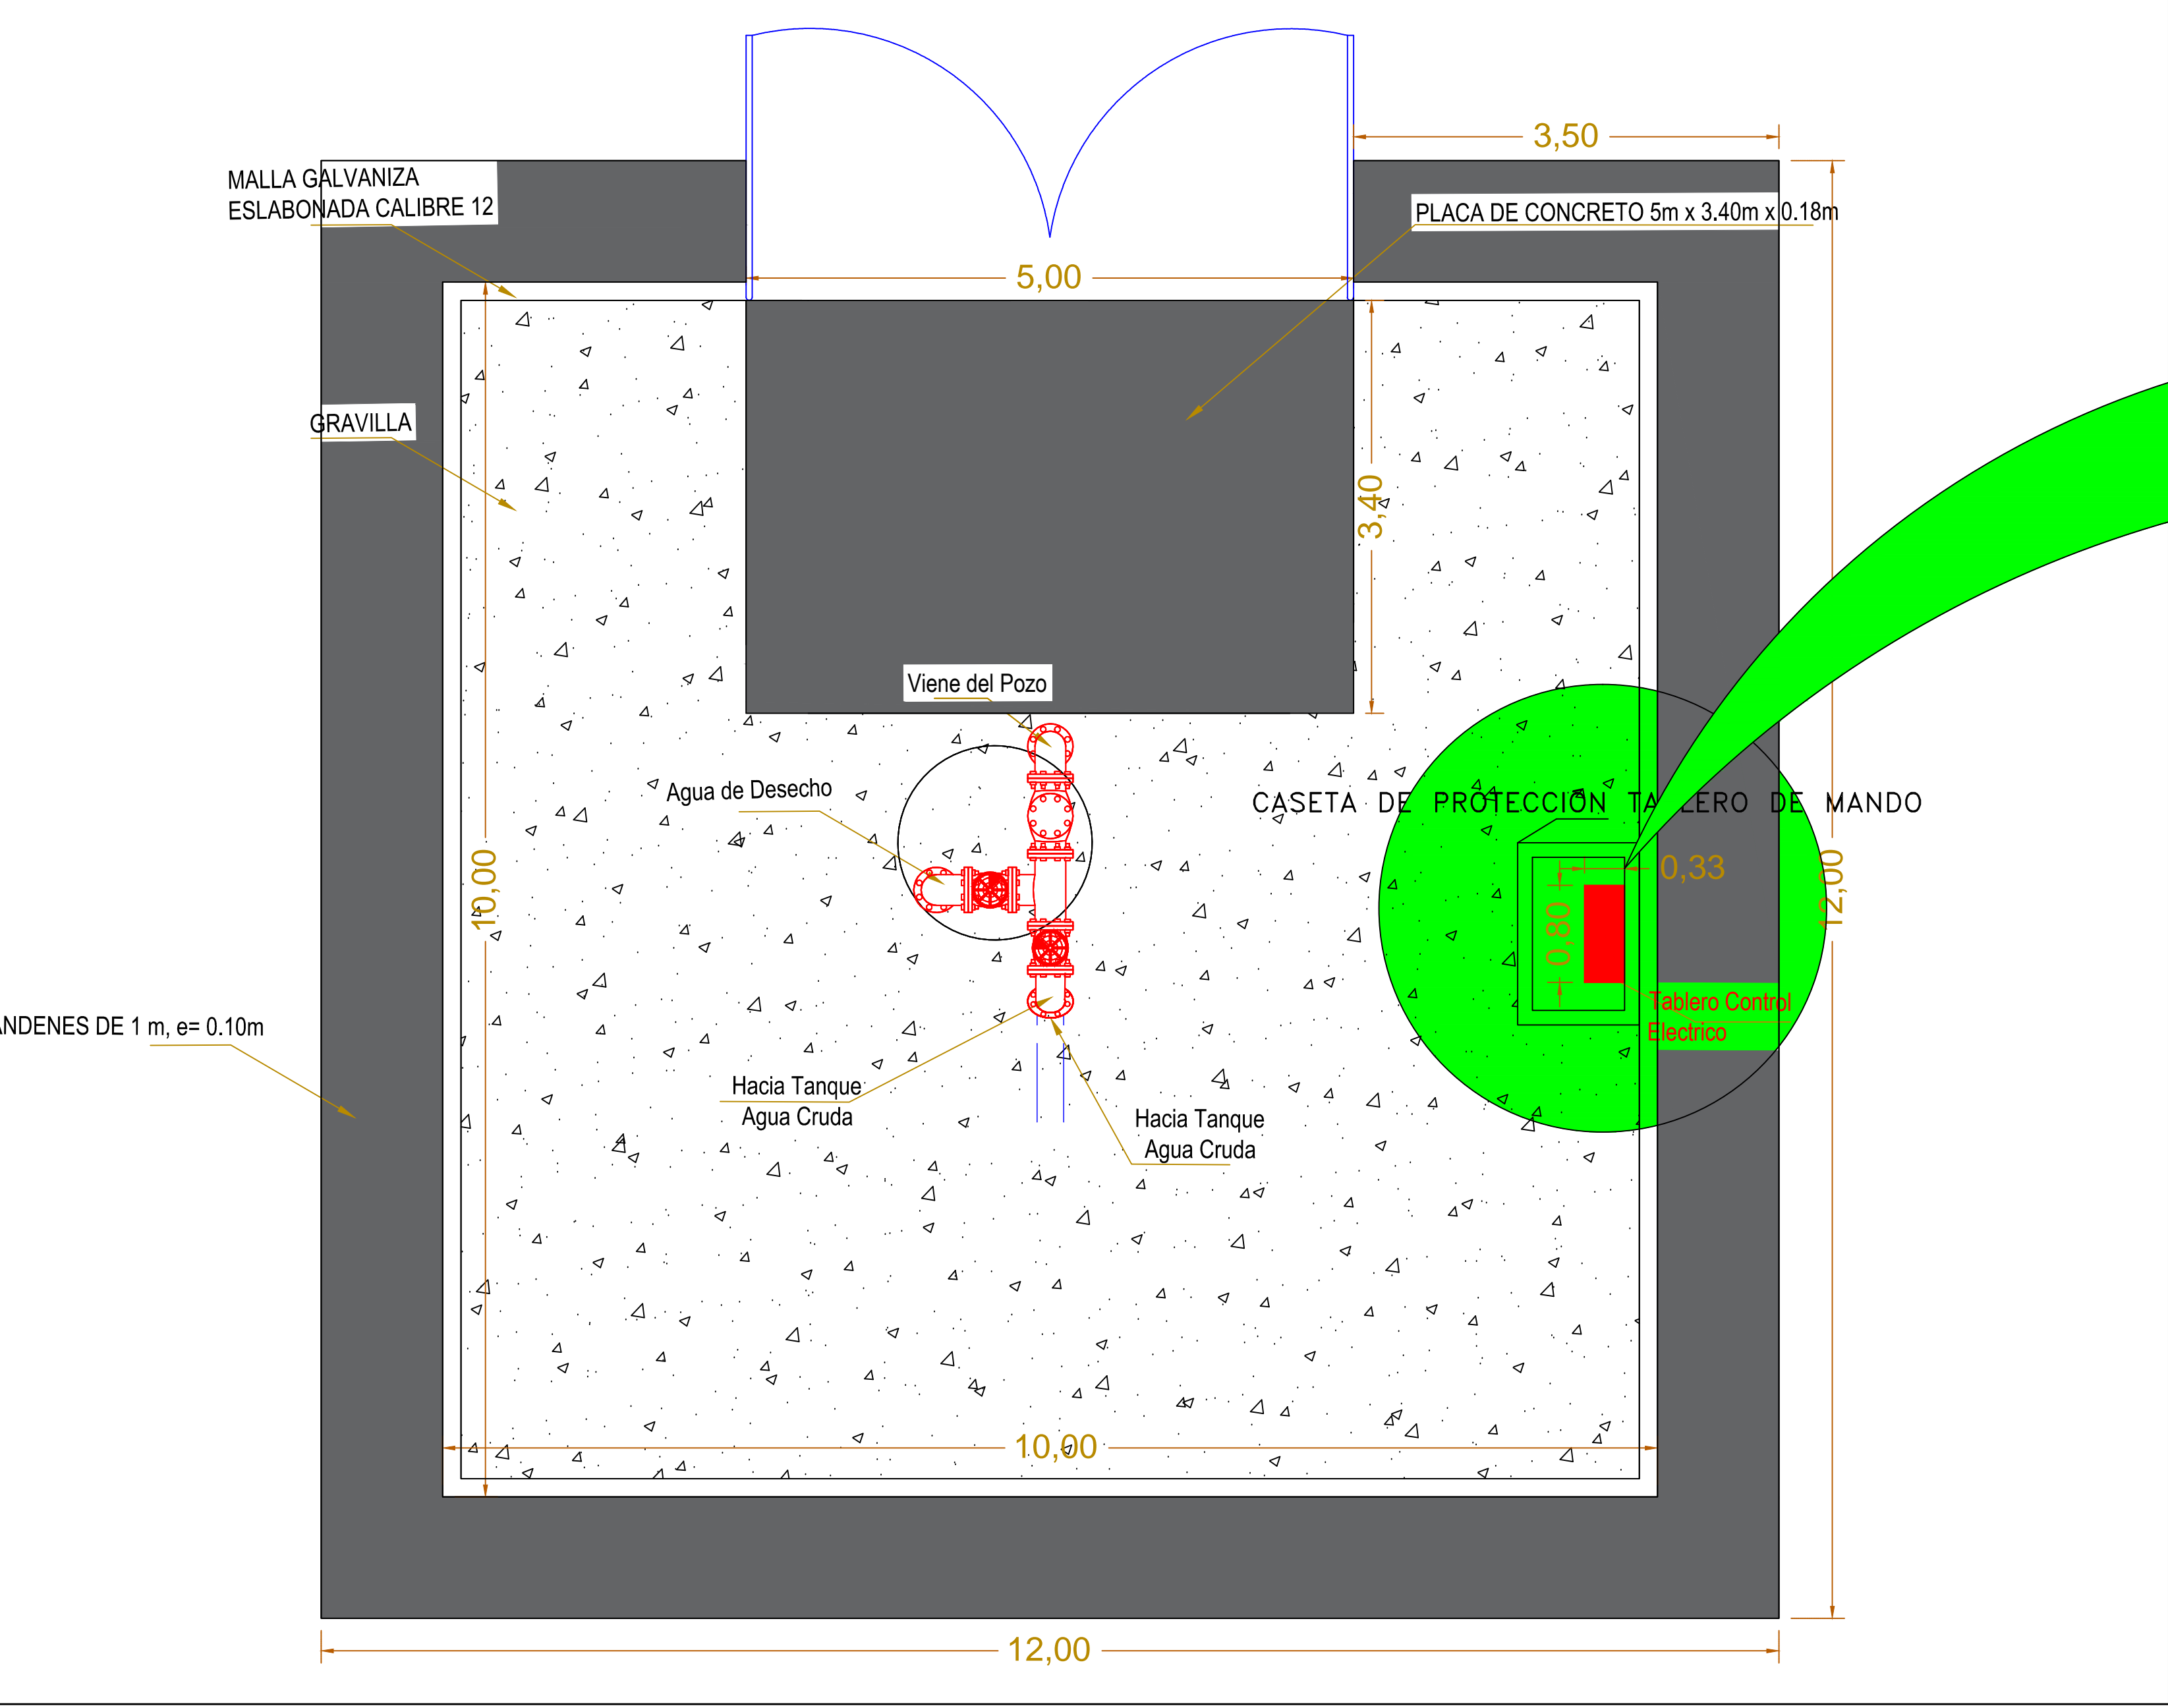 3,50
MALLA GALVANIZA
ESLABONADA CALIBRE 12
PLACA DE CONCRETO 5m x 3.40m x 0.18m
5,00
GRAVILLA
3,40
Viene del Pozo
Agua de Desecho
CASETA DE PROTECCIÓN TABLERO DE MANDO
10,00
0,33
12,00
0,80
Tablero Control
Electrico
ANDENES DE 1 m, e= 0.10m
Hacia Tanque
Agua Cruda
Hacia Tanque
Agua Cruda
10,00
12,00